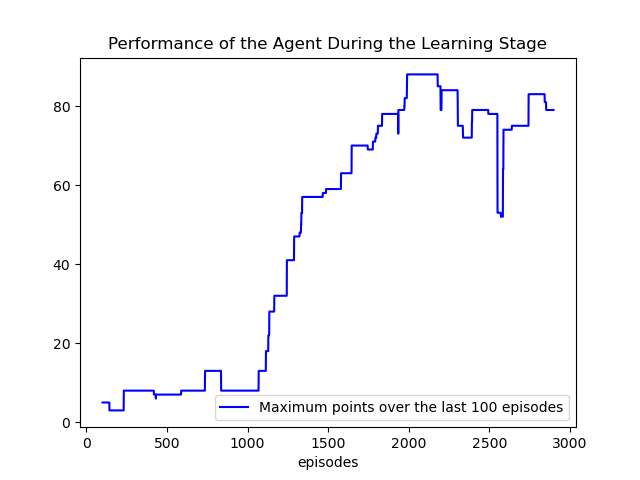 Performance of the Agent During the Learning Stage
80
60
40
20
0
Maximum points over the last 100 episodes
0 500 1000 1500 2000 2500 3000
episodes